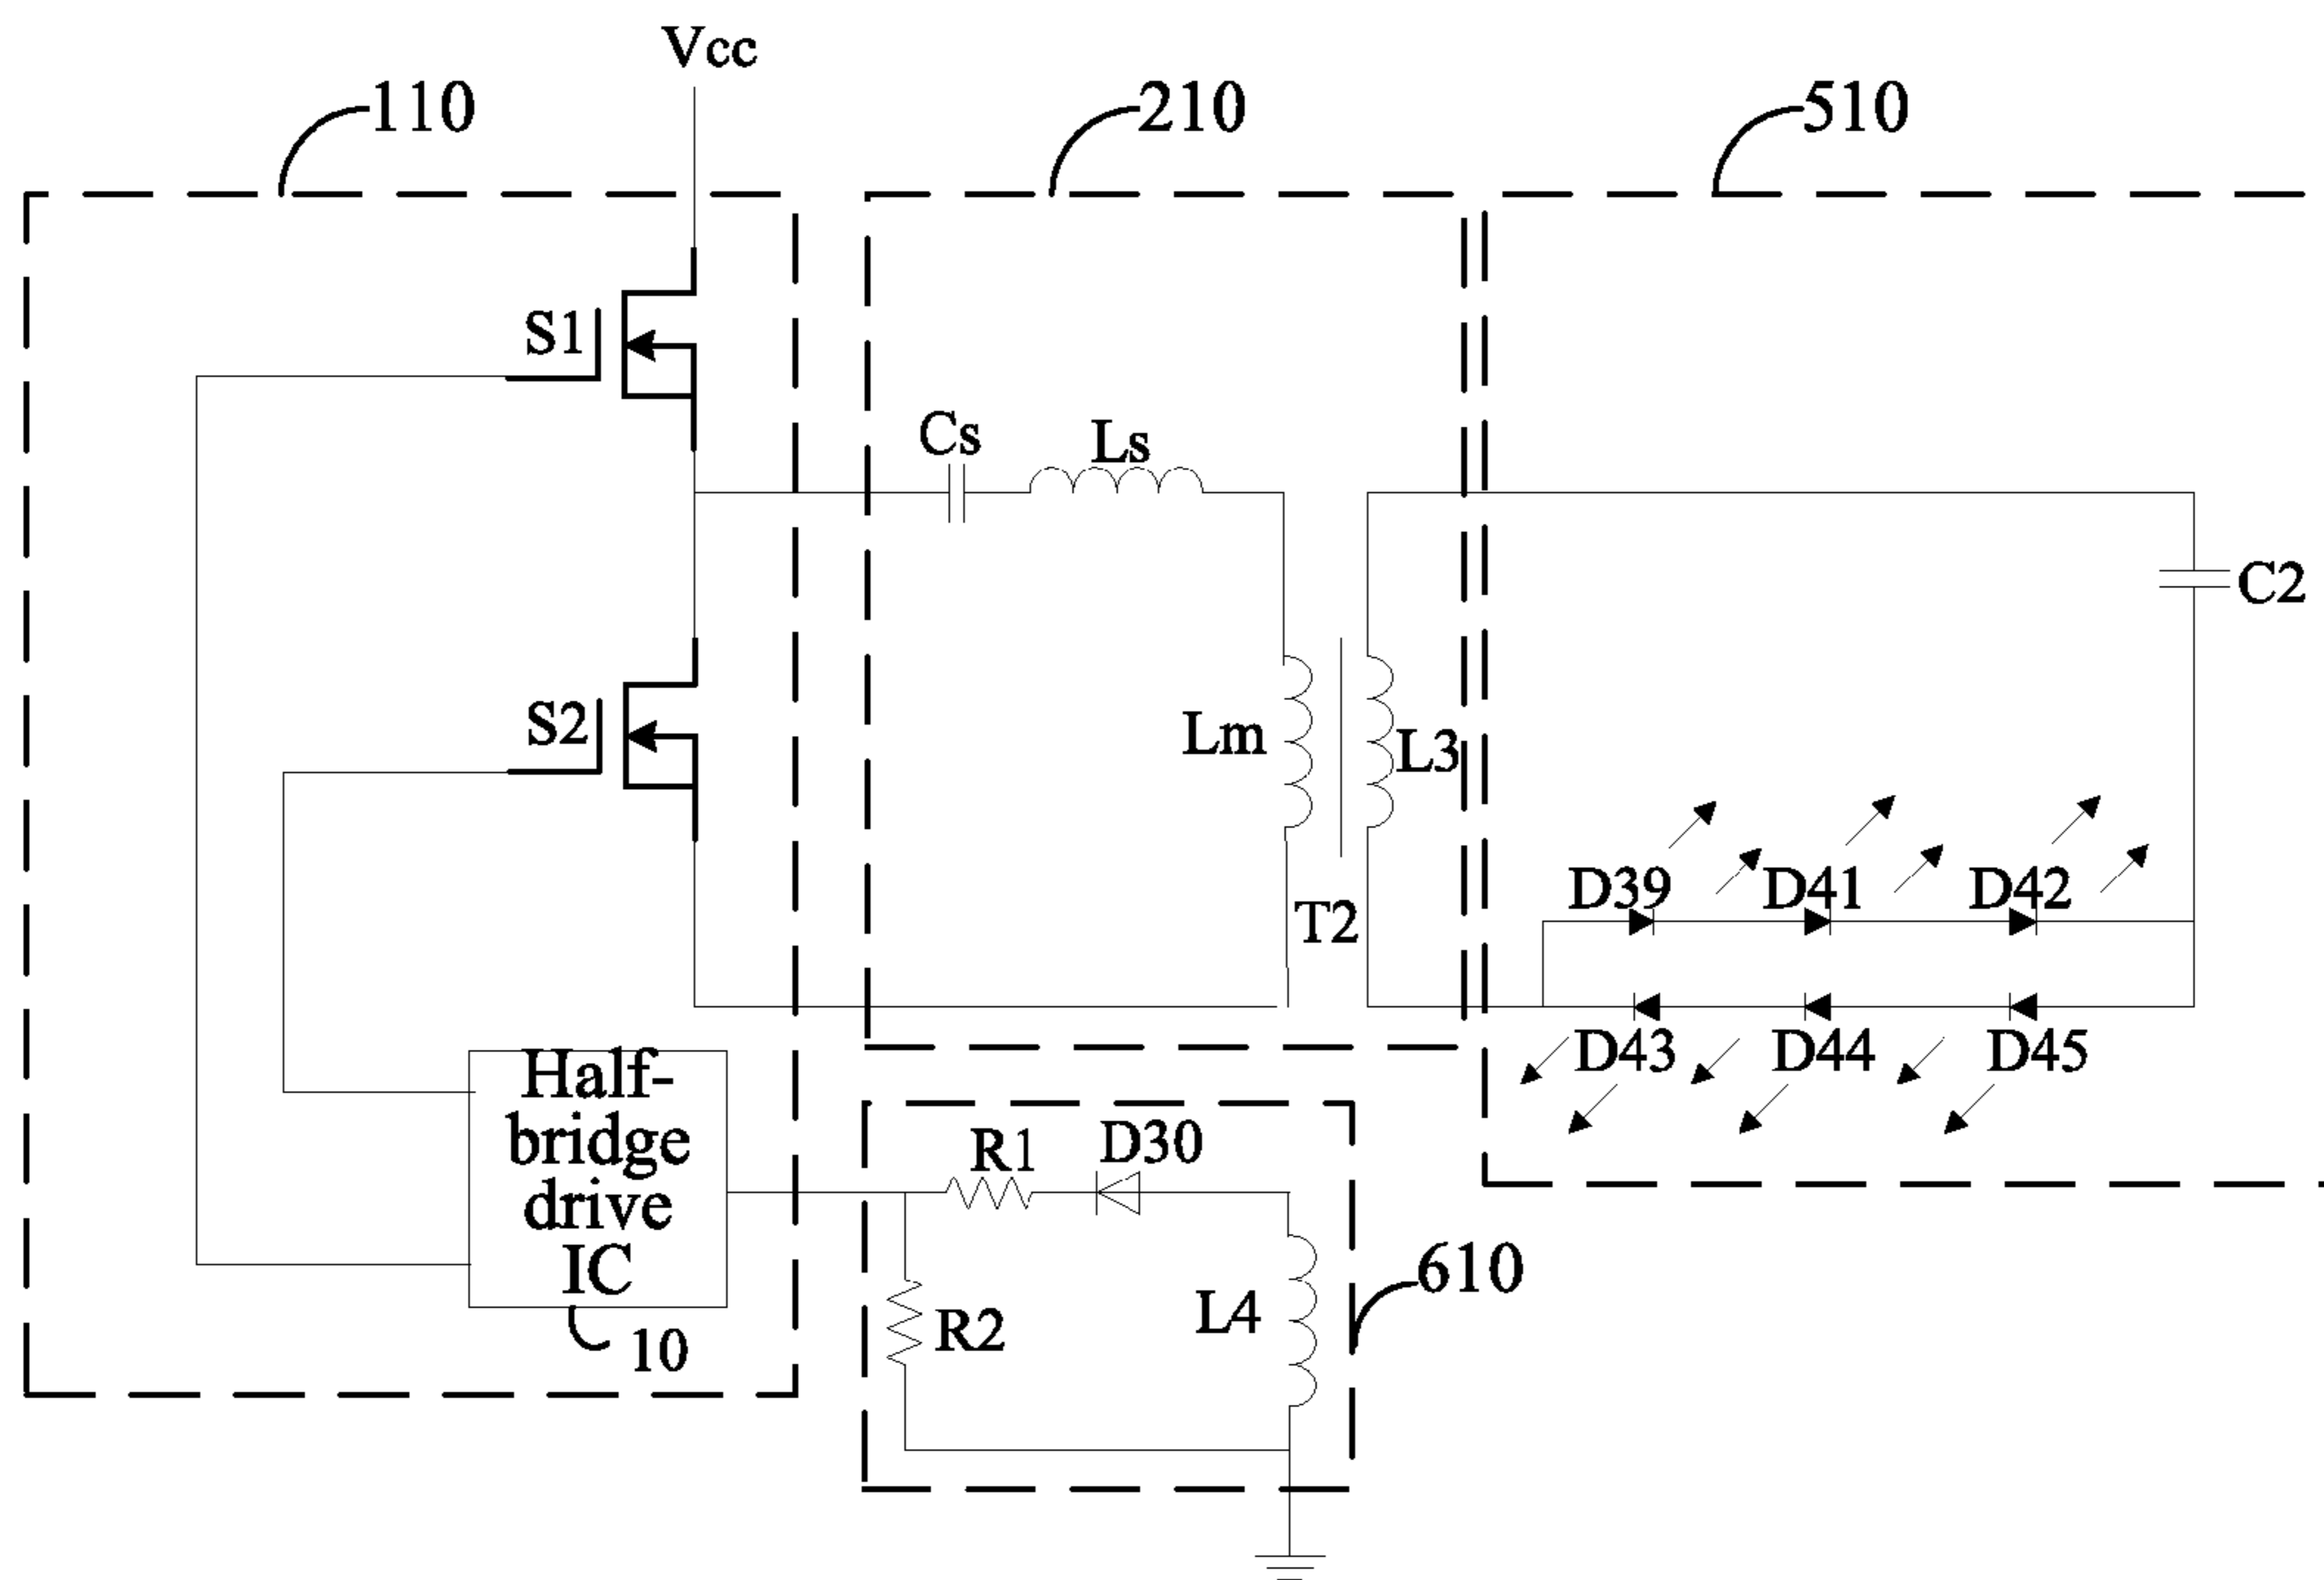 Vcc
110
210
510
S1
Cs
Ls
C2
S2
Lm
L3
D39
D41
D42
T2
D43
D44
D45
Half-
bridge
drive
IC
R1
D30
610
L4
R2
10